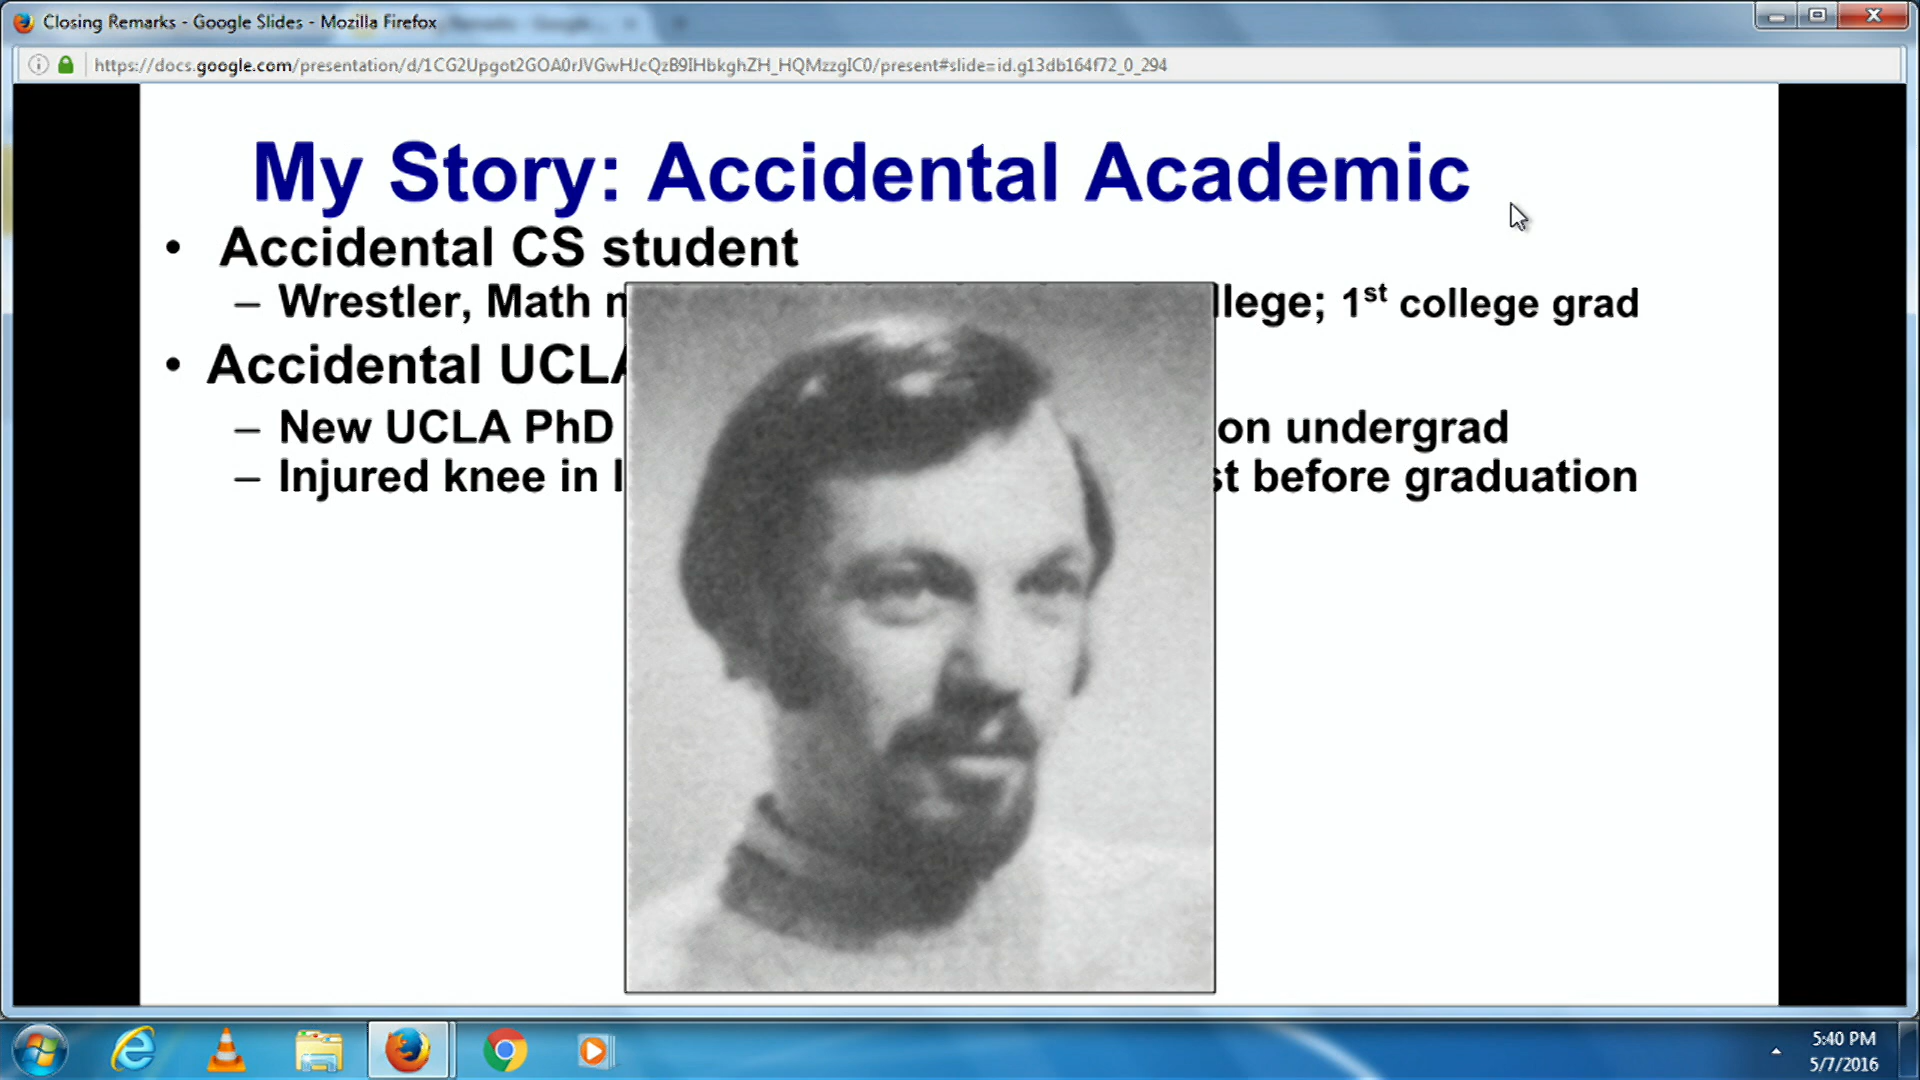 Closing Remarks - Google Slides - Mozilla Firefox
https://docs.google.com/presentation/d/1CG2Upgot2GOA0rJVGwHJcQzB9IHbkghZH_HQMzzgIC0/present#slide=id.g13db164f72_0_294
My Story: Accidental Academic
• Accidental CS student
– Wrestler, Math llege; 1st college grad
• Accidental UCLA
– New UCLA PhD on undergrad
– Injured knee in st before graduation
5:40 PM
5/7/2016